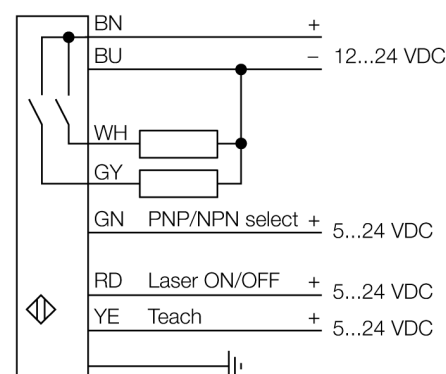 BN +
BU – 12...24 VDC
WH
GY
GN PNP/NPN select + 5...24 VDC
RD Laser ON/OFF + 5...24 VDC
YE Teach + 5...24 VDC